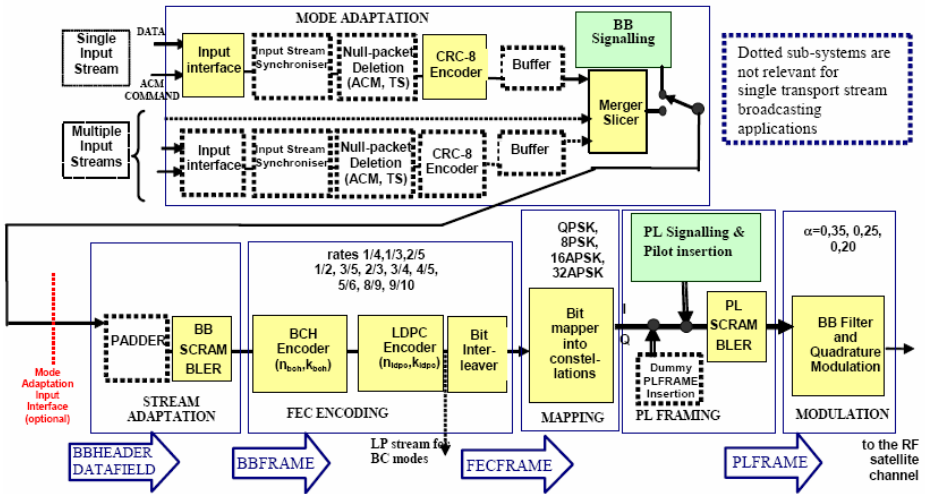 MODE ADAPTATION
Single
Input
Stream
DATA
ACM
COMMAND
Input
interface
Input Stream
Synchroniser
Null-packet
Deletion
(ACM, TS)
CRC-8
Encoder
Buffer
BB
Signalling
Merger
Slicer
Dotted sub-systems are
not relevant for
single transport stream
broadcasting
applications
Multiple
Input
Streams
Input
interface
Input Stream
Synchroniser
Null-packet
Deletion
(ACM, TS)
CRC-8
Encoder
Buffer
Mode
Adaptation
Input
Interface
(optional)
PADDER
BB
SCRAM
BLER
STREAM
ADAPTATION
rates 1/4,1/3,2/5
1/2, 3/5, 2/3, 3/4, 4/5,
5/6, 8/9, 9/10
BCH
Encoder
(nbch,kbch)
LDPC
Encoder
(nldpc,kldpc)
Bit
Inter-
leaver
FEC ENCODING
LP stream for
BC modes
QPSK,
8PSK,
16APSK,
32APSK
Bit
mapper
into
constel-
lations
MAPPING
I
Q
PL Signalling &
Pilot insertion
Dummy
PLFRAME
Insertion
PL
SCRAM
BLER
PL FRAMING
α=0,35, 0,25,
0,20
BB Filter
and
Quadrature
Modulation
MODULATION
BBHEADER
DATAFIELD
BBFRAME
FECFRAME
PLFRAME
to the RF
satellite
channel